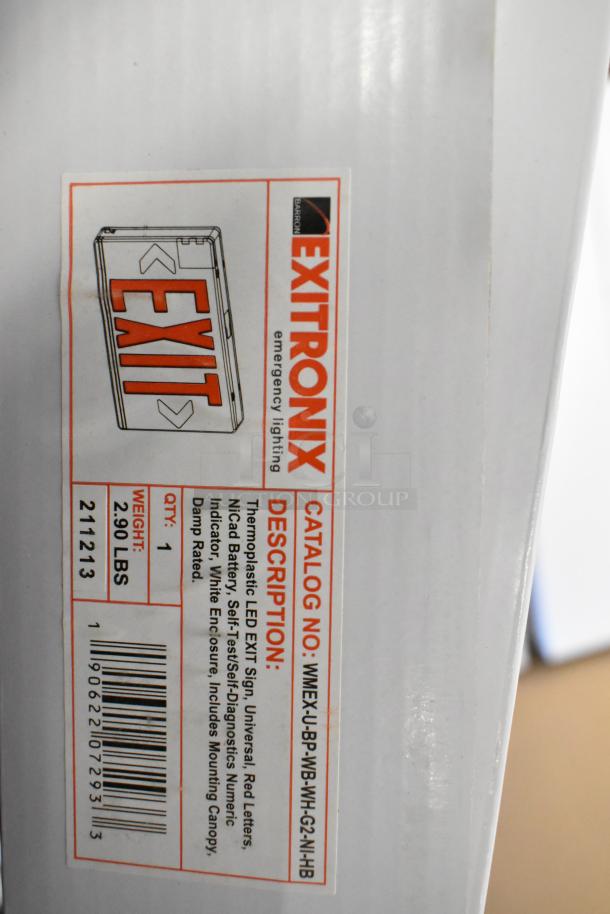 BARRON
EXITRONIX
emergency lighting
EXIT
CATALOG NO: WMEX-U-BP-WB-WH-G2-NI-HB
DESCRIPTION:
Thermoplastic LED EXIT Sign, Universal, Red Letters,
NiCad Battery, Self-Test/Self-Diagnostics Numeric
Indicator, White Enclosure, Includes Mounting Canopy,
Damp Rated.
QTY: 1
WEIGHT:
2.90 LBS
211213
1 90622 07293 3
AUCTION GROUP